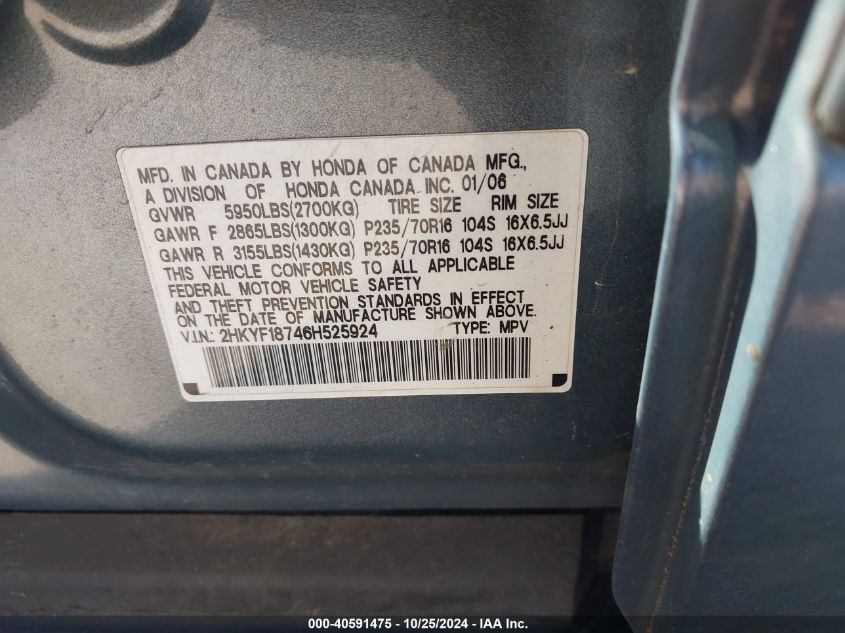 MFD. IN CANADA BY HONDA OF CANADA MFG.,
A DIVISION OF HONDA CANADA INC. 01/06
GVWR 5950LBS(2700KG) TIRE SIZE RIM SIZE
GAWR F 2865LBS(1300KG) P235/70R16 104S 16X6.5JJ
GAWR R 3155LBS(1430KG) P235/70R16 104S 16X6.5JJ
THIS VEHICLE CONFORMS TO ALL APPLICABLE
FEDERAL MOTOR VEHICLE SAFETY
AND THEFT PREVENTION STANDARDS IN EFFECT
ON THE DATE OF MANUFACTURE SHOWN ABOVE.
V.I.N.: 2HKYF18746H525924 TYPE: MPV
000-40591475 - 10/25/2024 - IAA Inc.